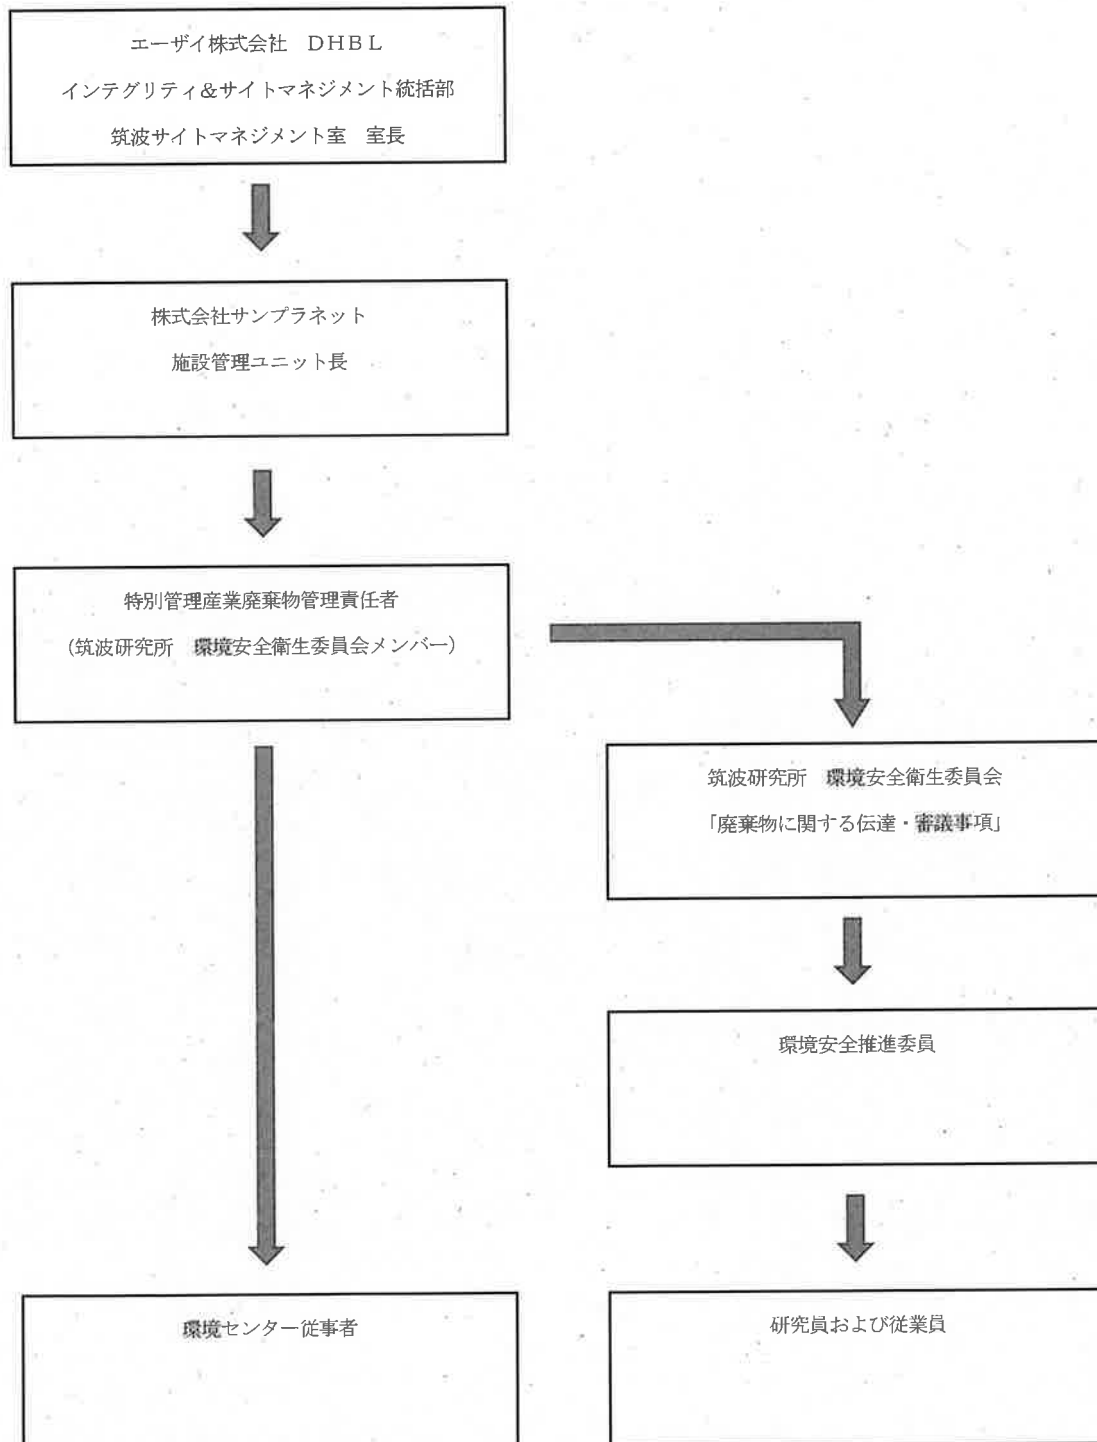 エーザイ株式会社　DHBL
インテグリティ&サイトマネジメント統括部
筑波サイトマネジメント室　室長
株式会社サンプラネット
施設管理ユニット長
特別管理産業廃棄物管理責任者
(筑波研究所　環境安全衛生委員会メンバー)
筑波研究所　環境安全衛生委員会
「廃棄物に関する伝達・審議事項」
環境安全推進委員
環境センター従事者
研究員および従業員